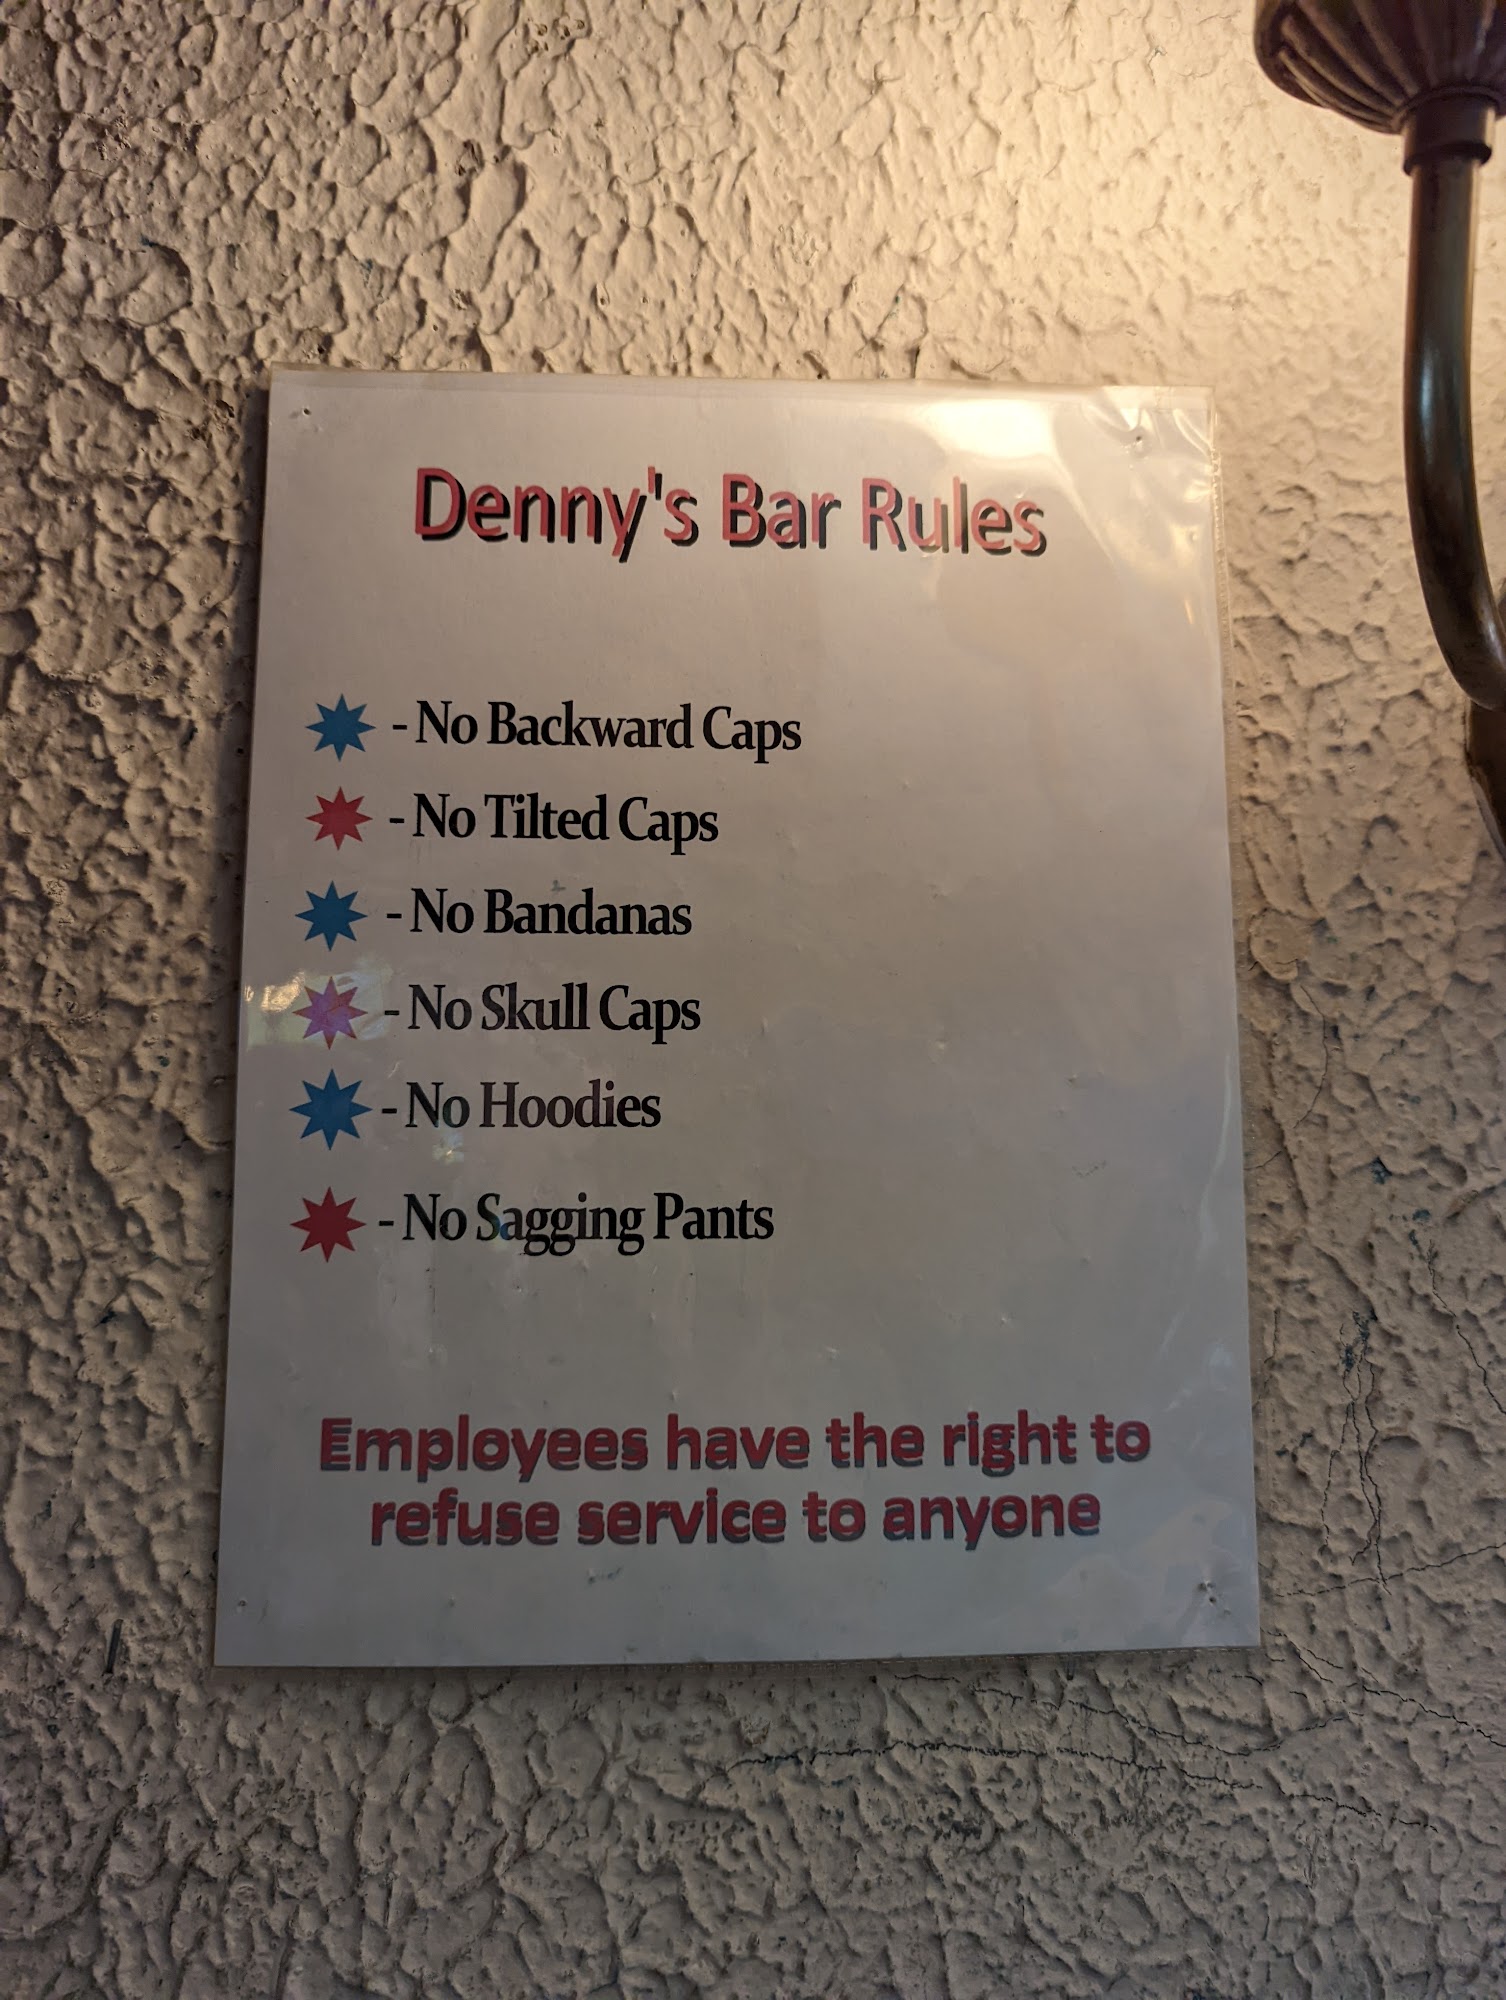 Denny's Bar Rules
- No Backward Caps
- No Tilted Caps
- No Bandanas
- No Skull Caps
- No Hoodies
- No Sagging Pants
Employees have the right to
refuse service to anyone